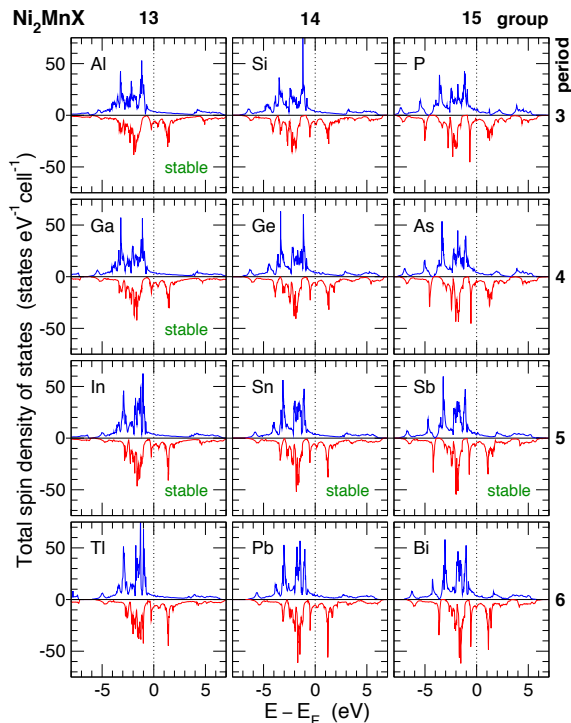 Ni₂MnX 13 14 15 group
period
Total spin density of states (states eV⁻¹cell⁻¹)
50
0
-50
Al
stable
Si
P
3
50
0
-50
Ga
stable
Ge
As
4
50
0
-50
In
stable
Sn
stable
Sb
stable
5
50
0
-50
Tl
Pb
Bi
6
-5 0 5 -5 0 5 -5 0 5
E – E_F (eV)